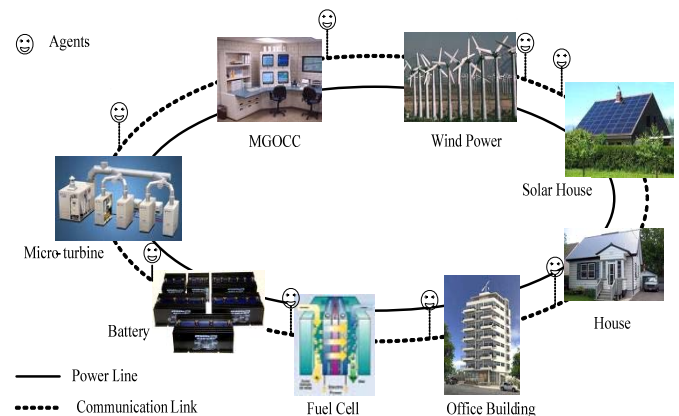 Agents
MGOCC
Wind Power
Solar House
Micro-turbine
House
Battery
Power Line
Communication Link
Fuel Cell
Office Building